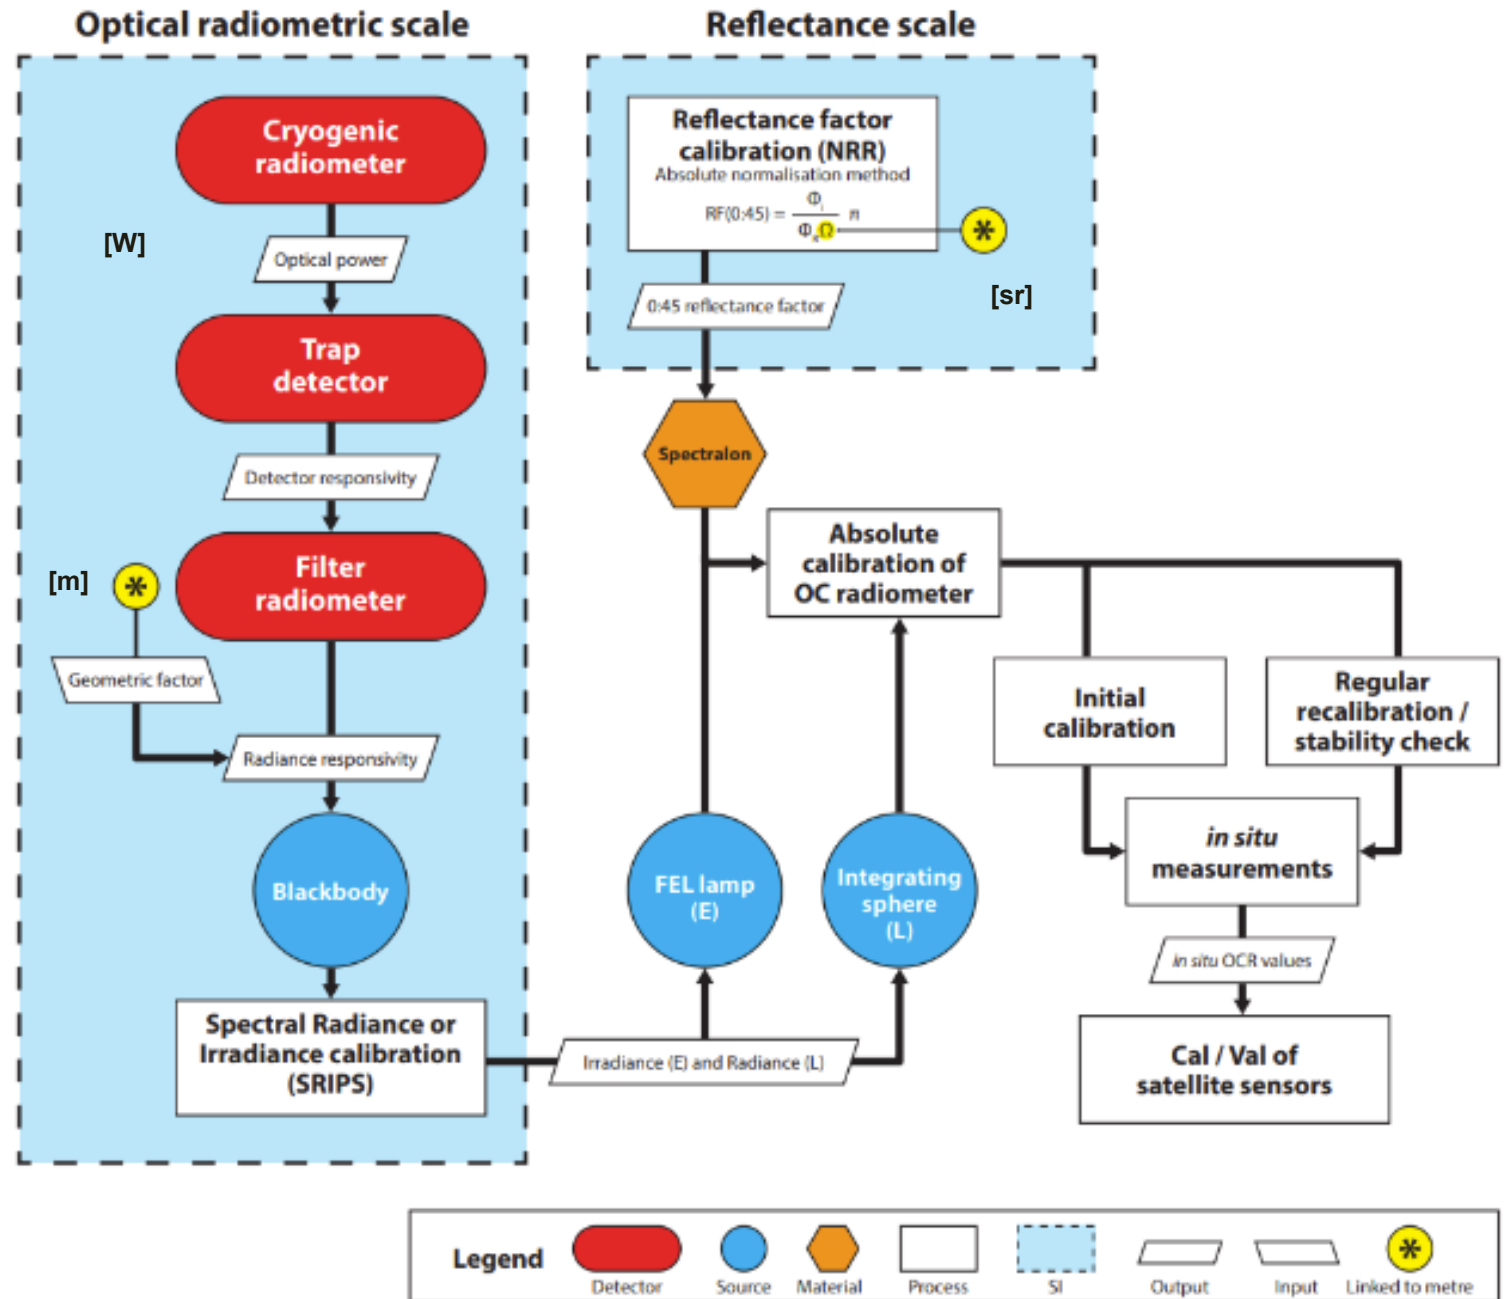 Optical radiometric scale
Reflectance scale
Cryogenic
radiometer
[W]
Optical power
Trap
detector
Detector responsivity
[m]
*
Filter
radiometer
Geometric factor
Radiance responsivity
Blackbody
Spectral Radiance or
Irradiance calibration
(SRIPS)
Reflectance factor
calibration (NRR)
Absolute normalisation method
RF(0:45) = Φi / ΦsΩ n
*
[sr]
0:45 reflectance factor
Spectralon
Absolute
calibration of
OC radiometer
Initial
calibration
Regular
recalibration /
stability check
FEL lamp
(E)
Integrating
sphere
(L)
Irradiance (E) and Radiance (L)
in situ
measurements
in situ OCR values
Cal / Val of
satellite sensors
Legend
Detector
Source
Material
Process
SI
Output
Input
*
Linked to metre